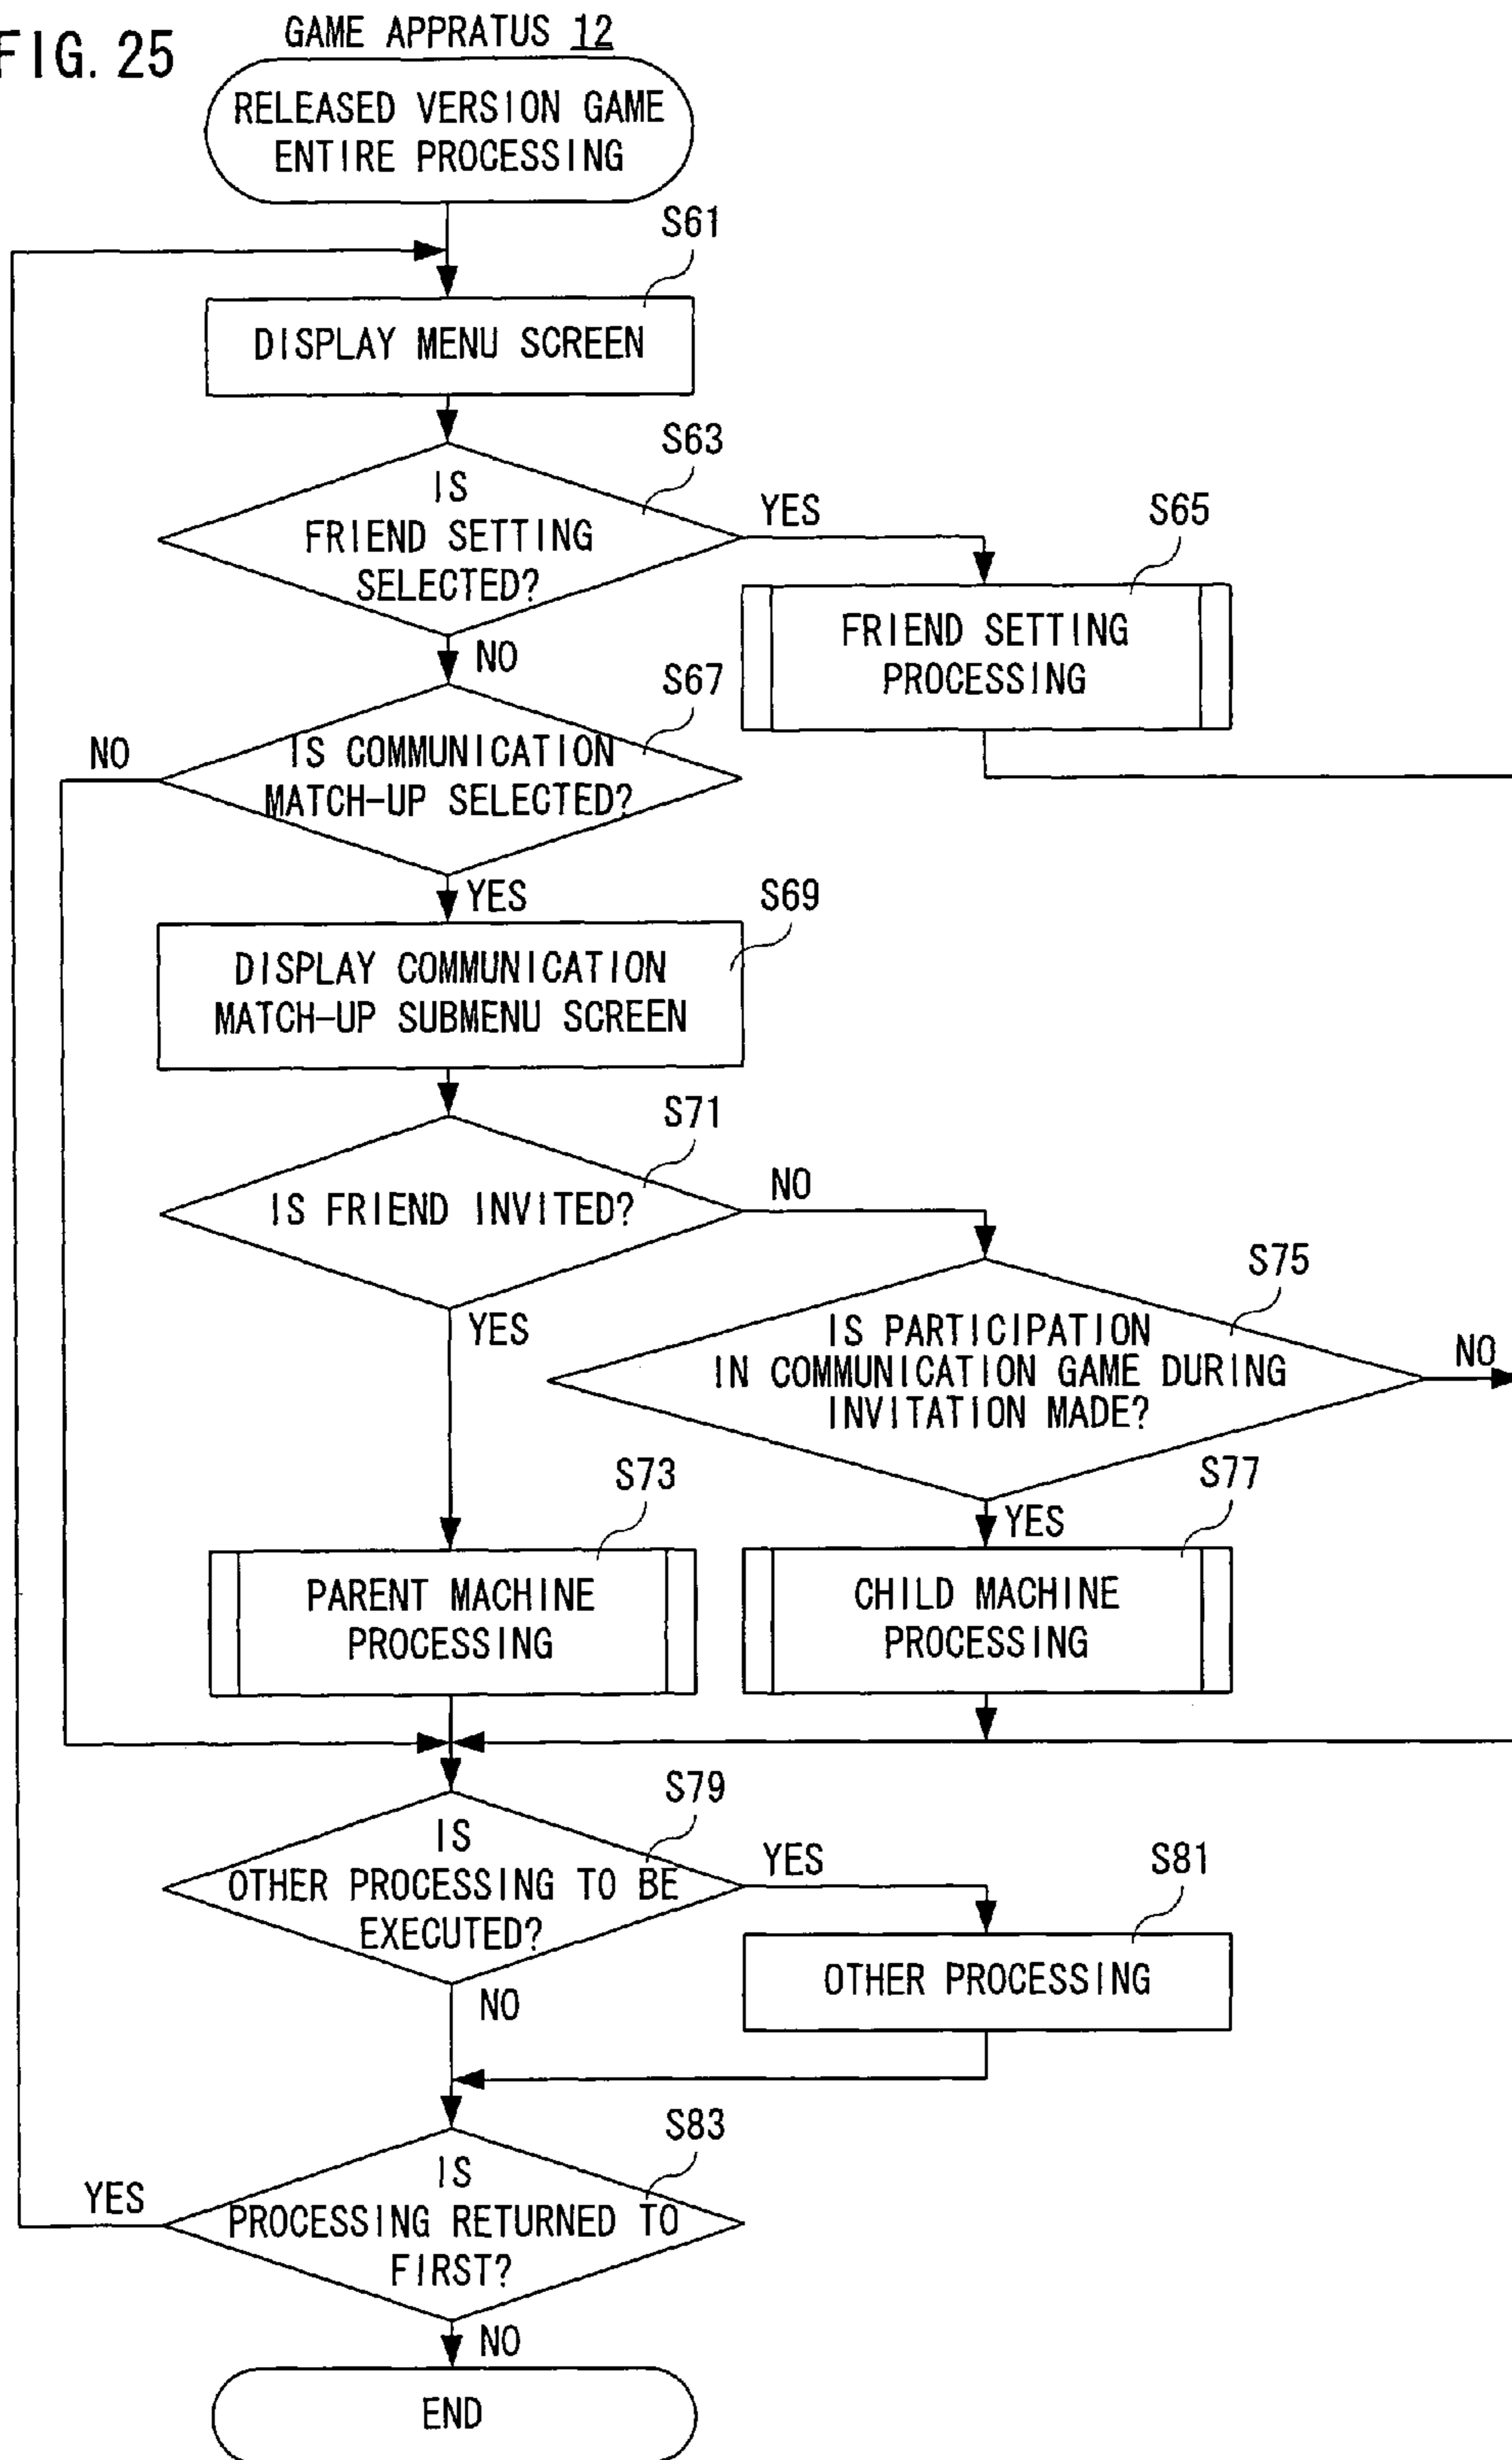 FIG. 25
GAME APPRATUS 12
RELEASED VERSION GAME
ENTIRE PROCESSING
S61
DISPLAY MENU SCREEN
S63
IS
FRIEND SETTING
SELECTED?
YES
S65
FRIEND SETTING
PROCESSING
NO
S67
NO
IS COMMUNICATION
MATCH-UP SELECTED?
YES
S69
DISPLAY COMMUNICATION
MATCH-UP SUBMENU SCREEN
S71
IS FRIEND INVITED?
NO
YES
S75
IS PARTICIPATION
IN COMMUNICATION GAME DURING
INVITATION MADE?
NO
S73
PARENT MACHINE
PROCESSING
YES
S77
CHILD MACHINE
PROCESSING
S79
IS
OTHER PROCESSING TO BE
EXECUTED?
YES
S81
OTHER PROCESSING
NO
S83
IS
PROCESSING RETURNED TO
FIRST?
YES
NO
END